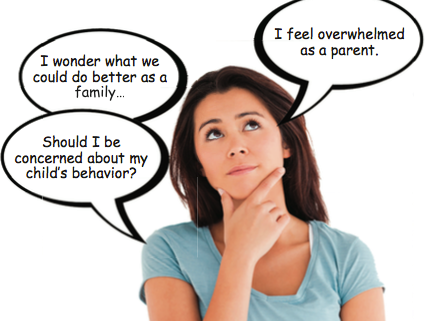 I feel overwhelmed
as a parent.
I wonder what we
could do better as a
family…
Should I be
concerned about my
child's behavior?